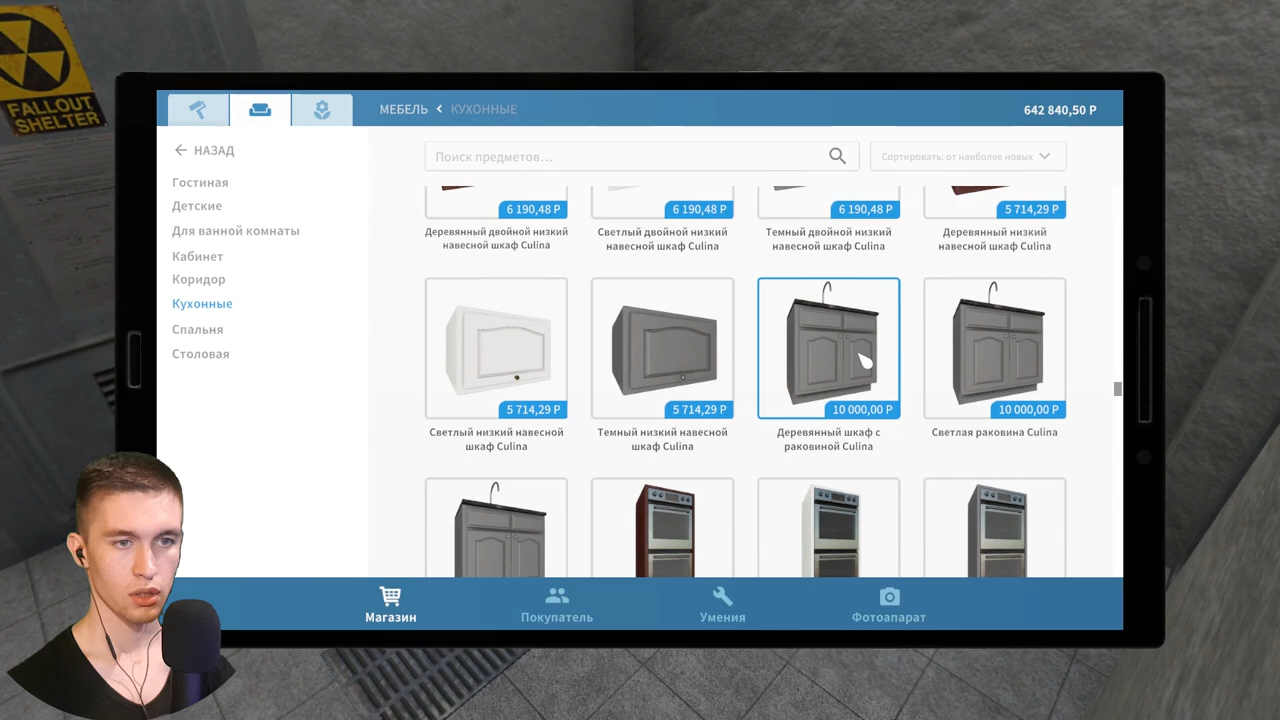 FALLOUT
SHELTER
МЕБЕЛЬ
КУХОННЫЕ
642 840,50 Р
НАЗАД
Гостиная
Детские
Для ванной комнаты
Кабинет
Коридор
Кухонные
Спальня
Столовая
Поиск предметов...
Сортировать: от наиболее новых
6 190,48 Р
6 190,48 Р
6 190,48 Р
5 714,29 Р
Деревянный двойной низкий
навесной шкаф Culina
Светлый двойной низкий
навесной шкаф Culina
Темный двойной низкий
навесной шкаф Culina
Деревянный низкий
навесной шкаф Culina
5 714,29 Р
5 714,29 Р
10 000,00 Р
10 000,00 Р
Светлый низкий навесной
шкаф Culina
Темный низкий навесной
шкаф Culina
Деревянный шкаф с
раковиной Culina
Светлая раковина Culina
Магазин
Покупатель
Умения
Фотоаппарат